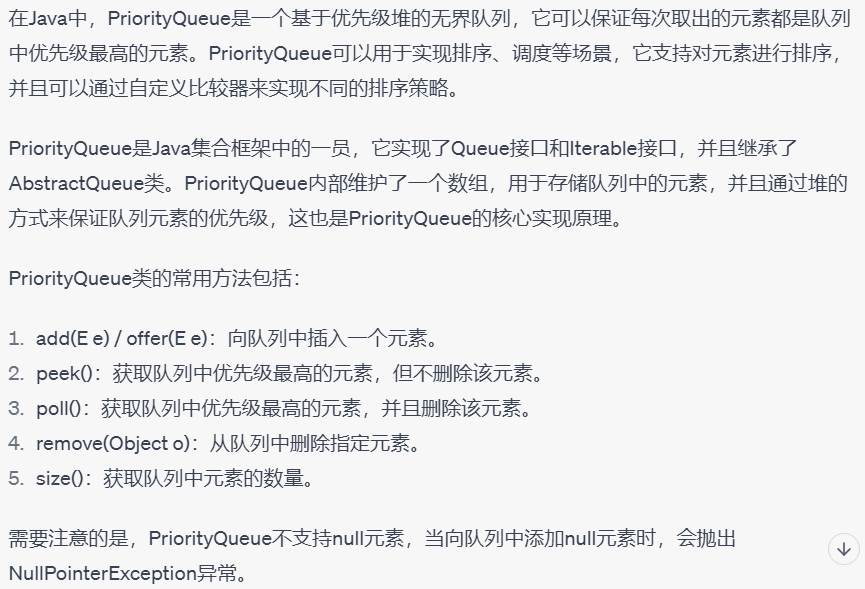 在Java中，PriorityQueue是一个基于优先级堆的无界队列，它可以保证每次取出的元素都是队列
中优先级最高的元素。PriorityQueue可以用于实现排序、调度等场景，它支持对元素进行排序，
并且可以通过自定义比较器来实现不同的排序策略。
PriorityQueue是Java集合框架中的一员，它实现了Queue接口和Iterable接口，并且继承了
AbstractQueue类。PriorityQueue内部维护了一个数组，用于存储队列中的元素，并且通过堆的
方式来保证队列元素的优先级，这也是PriorityQueue的核心实现原理。
PriorityQueue类的常用方法包括：
1. add(E e) / offer(E e)：向队列中插入一个元素。
2. peek()：获取队列中优先级最高的元素，但不删除该元素。
3. poll()：获取队列中优先级最高的元素，并且删除该元素。
4. remove(Object o)：从队列中删除指定元素。
5. size()：获取队列中元素的数量。
需要注意的是，PriorityQueue不支持null元素，当向队列中添加null元素时，会抛出
NullPointerException异常。